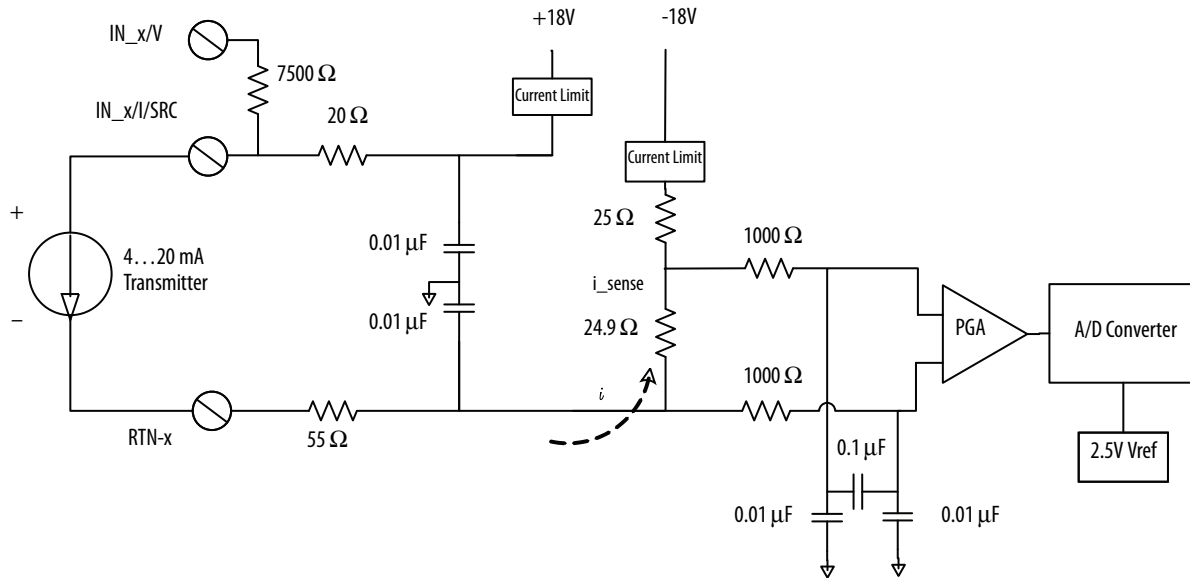 IN_x/V
+18V
-18V
7500 Ω
Current Limit
IN_x/I/SRC
20 Ω
Current Limit
+
25 Ω
1000 Ω
4…20 mA
Transmitter
0.01 µF
i_sense
PGA
A/D Converter
–
0.01 µF
24.9 Ω
1000 Ω
i
RTN-x
55 Ω
0.1 µF
2.5V Vref
0.01 µF
0.01 µF